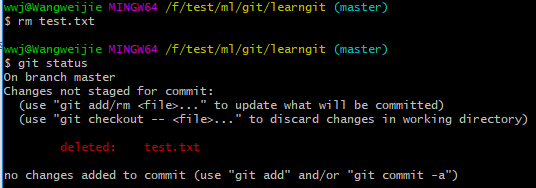 wwj@Wangweijie MINGW64 /f/test/ml/git/learngit (master)
$ rm test.txt
wwj@Wangweijie MINGW64 /f/test/ml/git/learngit (master)
$ git status
On branch master
Changes not staged for commit:
  (use "git add/rm <file>..." to update what will be committed)
  (use "git checkout -- <file>..." to discard changes in working directory)
        deleted:    test.txt
no changes added to commit (use "git add" and/or "git commit -a")